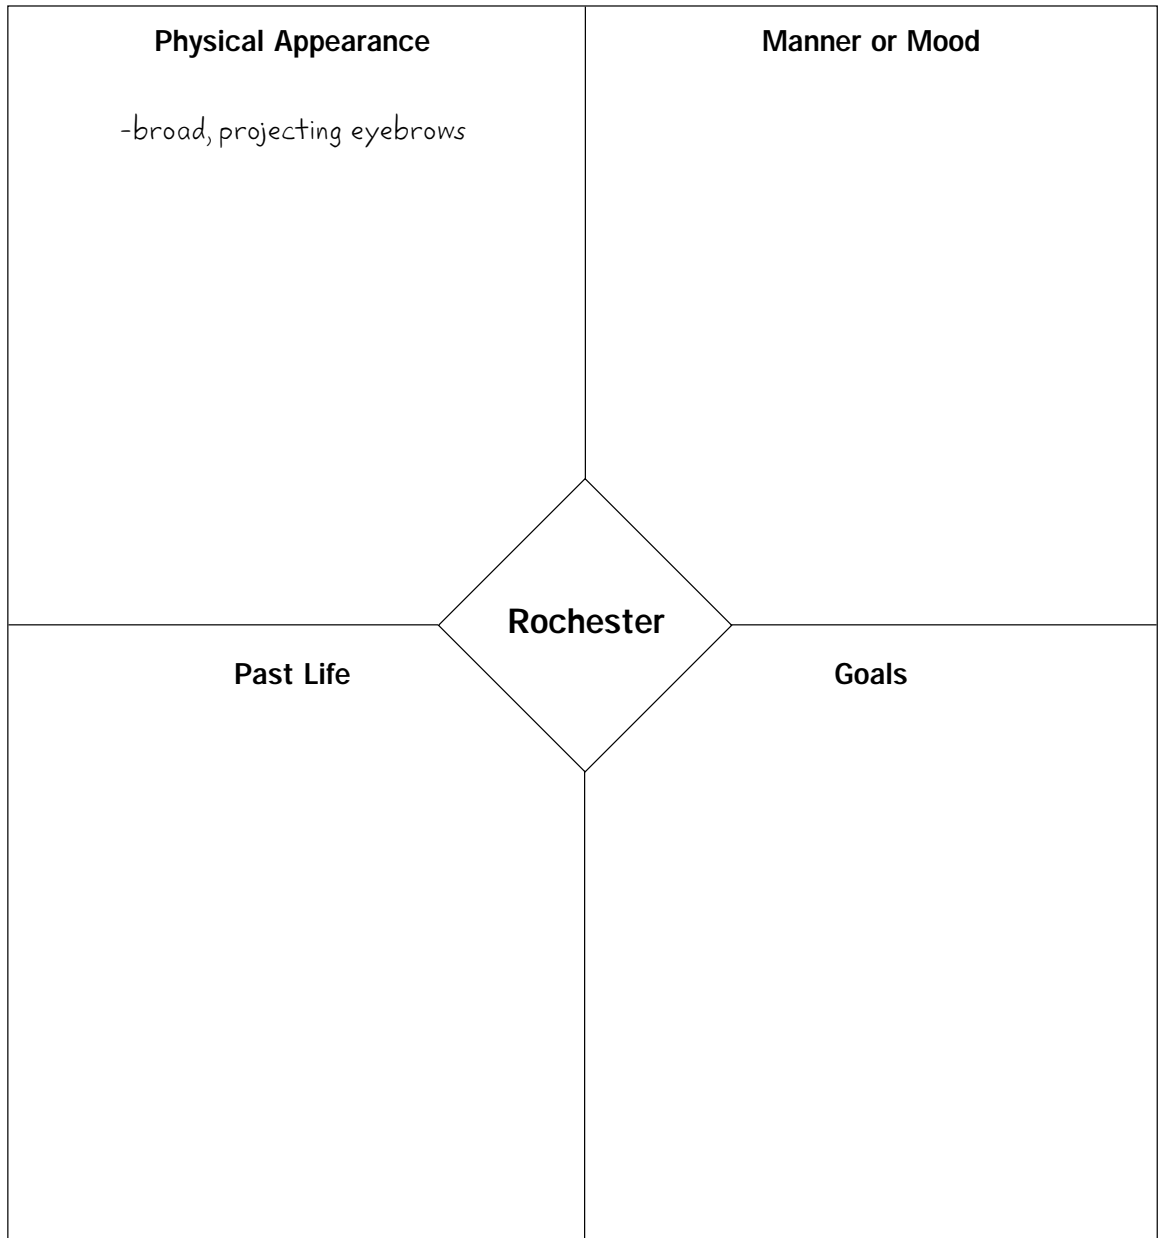 Physical Appearance
Manner or Mood
-broad, projecting eyebrows
Rochester
Past Life
Goals